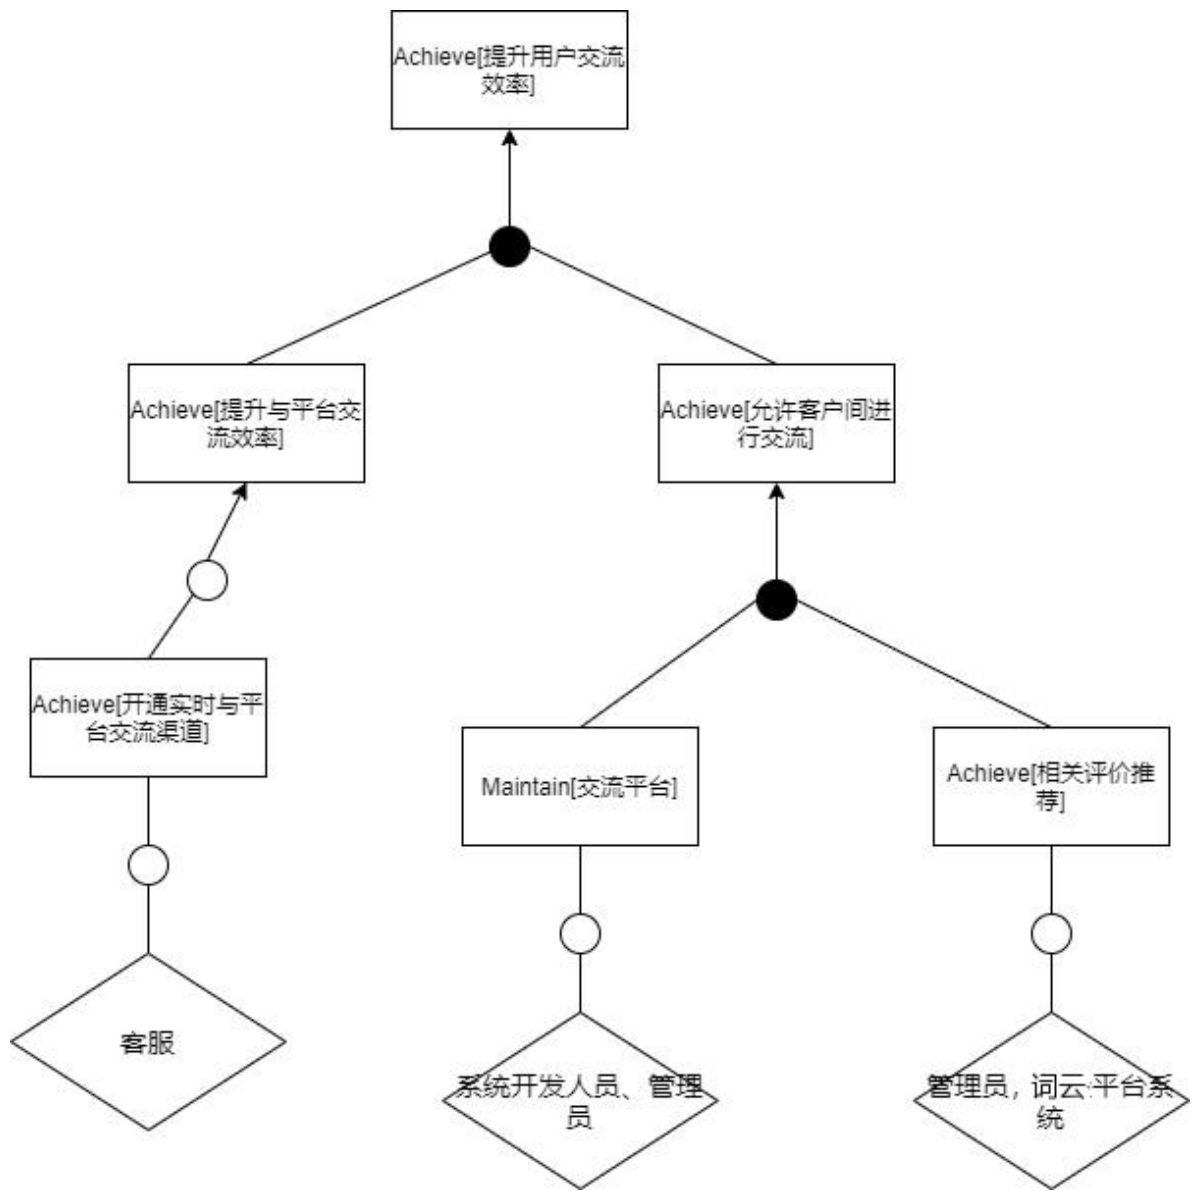 Achieve[提升用户交流
效率]
Achieve[提升与平台交
流效率]
Achieve[允许客户间进
行交流]
Achieve[开通实时与平
台交流渠道]
Maintain[交流平台]
Achieve[相关评价推
荐]
客服
系统开发人员、管理
员
管理员，词云:平台系
统